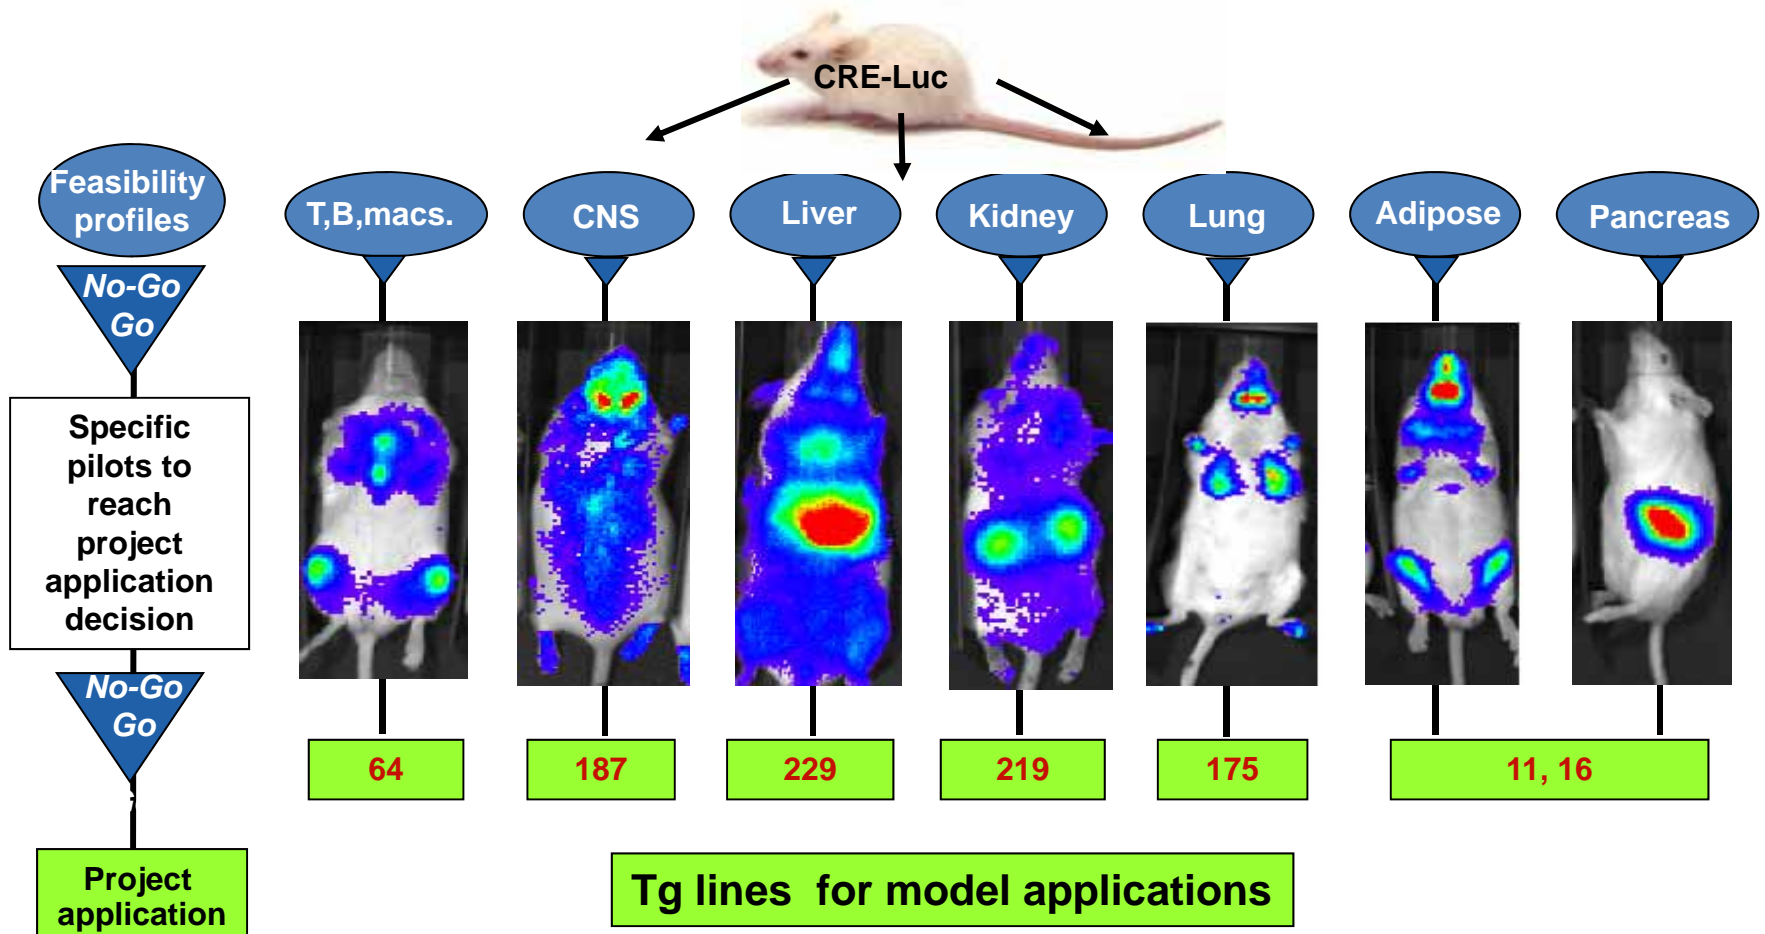 CRE-Luc
Feasibility
profiles
T,B,macs.
CNS
Liver
Kidney
Lung
Adipose
Pancreas
No-Go
Go
Specific
pilots to
reach
project
application
decision
No-Go
Go
64
187
229
219
175
11, 16
Project
application
Tg lines for model applications